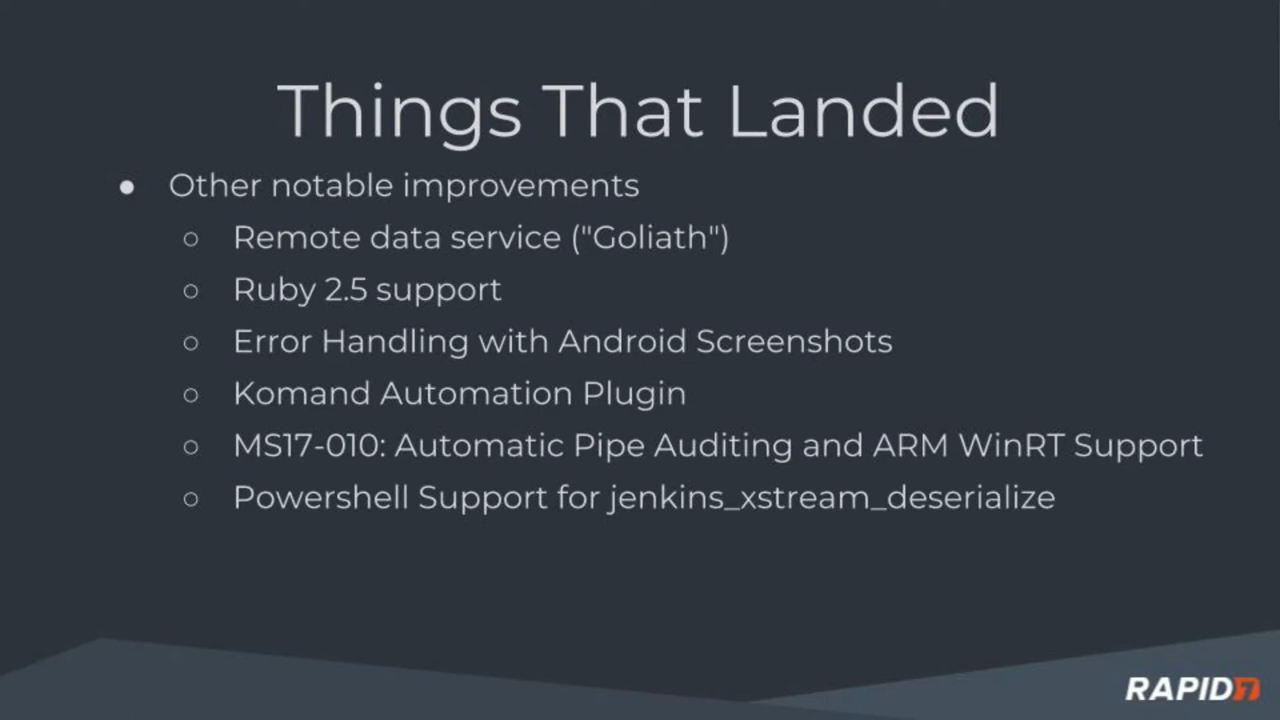 Things That Landed
● Other notable improvements
○ Remote data service ("Goliath")
○ Ruby 2.5 support
○ Error Handling with Android Screenshots
○ Komand Automation Plugin
○ MS17-010: Automatic Pipe Auditing and ARM WinRT Support
○ Powershell Support for jenkins_xstream_deserialize
RAPID7